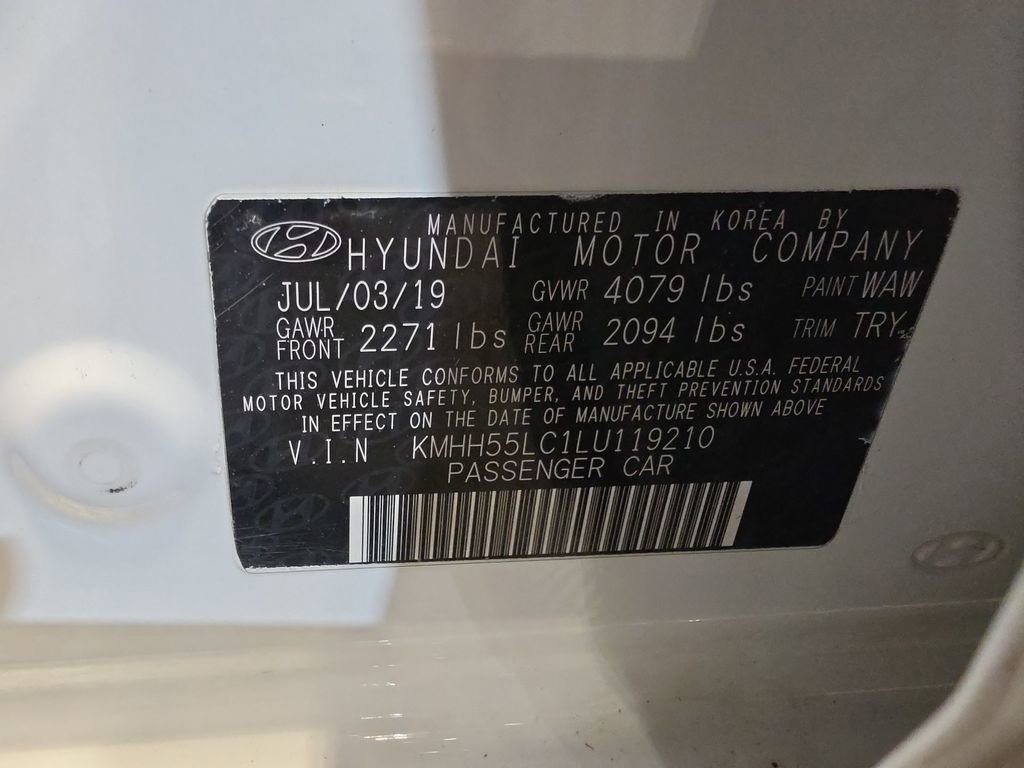 MANUFACTURED IN KOREA BY
HYUNDAI MOTOR COMPANY
JUL/03/19 GVWR 4079 lbs PAINT WAW
GAWR FRONT 2271 lbs GAWR REAR 2094 lbs TRIM TRY
THIS VEHICLE CONFORMS TO ALL APPLICABLE U.S.A. FEDERAL
MOTOR VEHICLE SAFETY, BUMPER, AND THEFT PREVENTION STANDARDS
IN EFFECT ON THE DATE OF MANUFACTURE SHOWN ABOVE
V.I.N KMHH55LC1LU119210
PASSENGER CAR